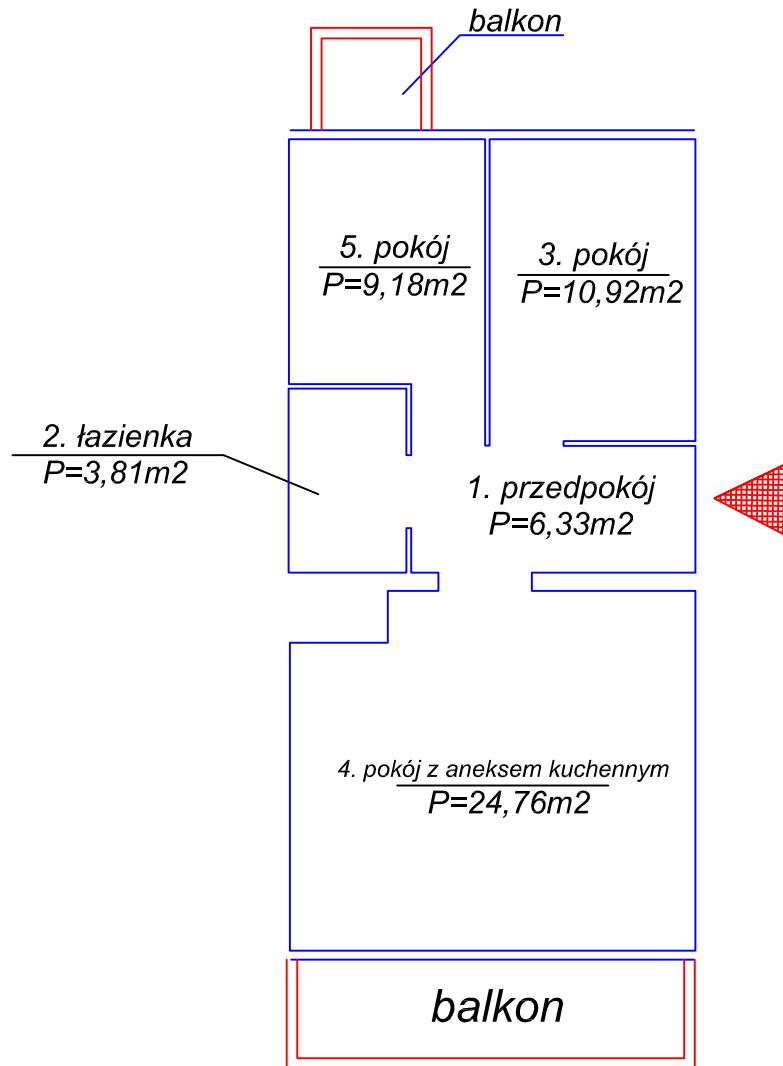 balkon
5. pokój
P=9,18m2
3. pokój
P=10,92m2
2. łazienka
P=3,81m2
1. przedpokój
P=6,33m2
4. pokój z aneksem kuchennym
P=24,76m2
balkon